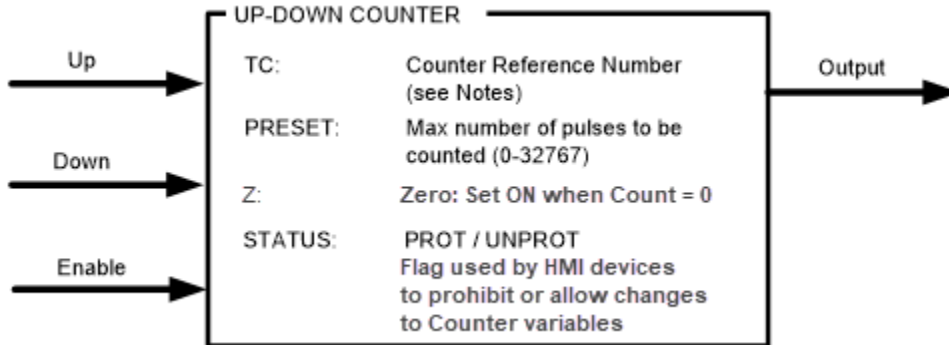 UP-DOWN COUNTER
Up
TC: Counter Reference Number
(see Notes)
Output
PRESET: Max number of pulses to be
counted (0-32767)
Down
Z: Zero: Set ON when Count = 0
STATUS: PROT / UNPROT
Enable
Flag used by HMI devices
to prohibit or allow changes
to Counter variables